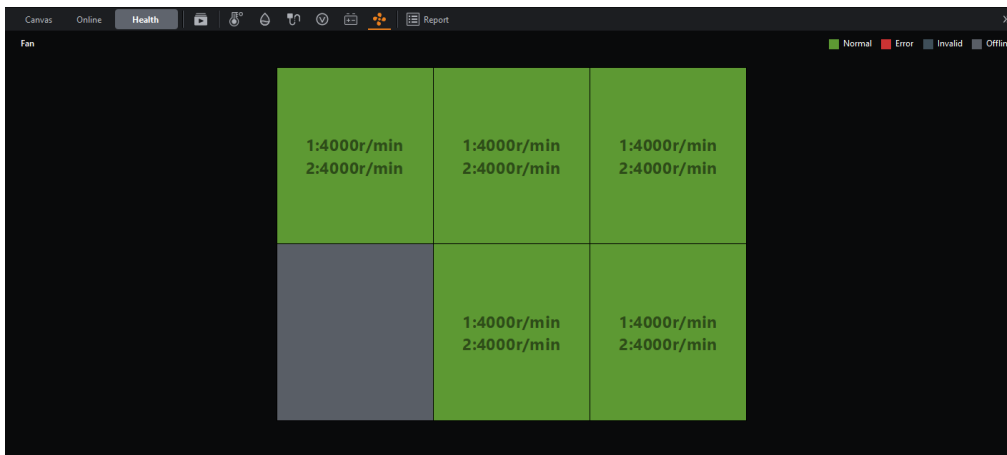 Canvas Online Health Report
Fan
Normal Error Invalid Offlin
1:4000r/min 1:4000r/min 1:4000r/min
2:4000r/min 2:4000r/min 2:4000r/min
1:4000r/min 1:4000r/min
2:4000r/min 2:4000r/min